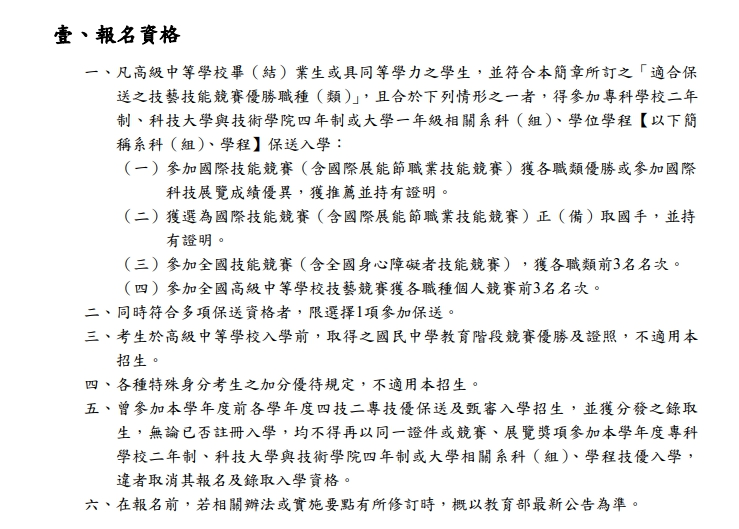 壹、報名資格
一、凡高級中等學校畢（結）業生或具同等學力之學生，並符合本簡章所訂之「適合保
送之技藝技能競賽優勝職種（類）」，且合於下列情形之一者，得參加專科學校二年
制、科技大學與技術學院四年制或大學一年級相關系科（組）、學位學程【以下簡
稱系科（組）、學程】保送入學：
（一）參加國際技能競賽（含國際展能節職業技能競賽）獲各職類優勝或參加國際
科技展覽成績優異，獲推薦並持有證明。
（二）獲選為國際技能競賽（含國際展能節職業技能競賽）正（備）取國手，並持
有證明。
（三）參加全國技能競賽（含全國身心障礙者技能競賽），獲各職類前3名名次。
（四）參加全國高級中等學校技藝競賽獲各職種個人競賽前3名名次。
二、同時符合多項保送資格者，限選擇1項參加保送。
三、考生於高級中等學校入學前，取得之國民中學教育階段競賽優勝及證照，不適用本
招生。
四、各種特殊身分考生之加分優待規定，不適用本招生。
五、曾參加本學年度前各學年度四技二專技優保送及甄審入學招生，並獲分發之錄取
生，無論已否註冊入學，均不得再以同一證件或競賽、展覽獎項參加本學年度專科
學校二年制、科技大學與技術學院四年制或大學相關系科（組）、學程技優入學，
違者取消其報名及錄取入學資格。
六、在報名前，若相關辦法或實施要點有所修訂時，概以教育部最新公告為準。